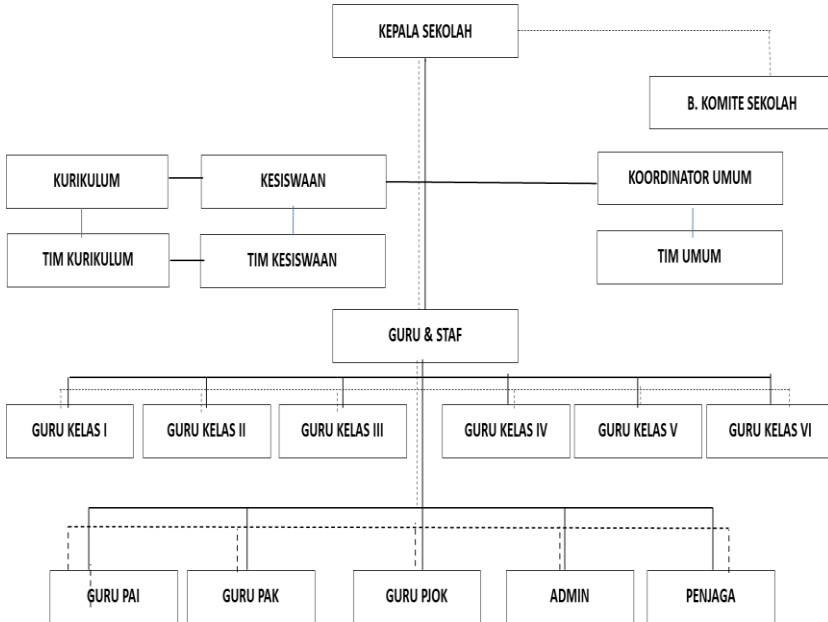 KEPALA SEKOLAH
B. KOMITE SEKOLAH
KURIKULUM
KESISWAAN
KOORDINATOR UMUM
TIM KURIKULUM
TIM KESISWAAN
TIM UMUM
GURU & STAF
GURU KELAS I
GURU KELAS II
GURU KELAS III
GURU KELAS IV
GURU KELAS V
GURU KELAS VI
GURU PAI
GURU PAK
GURU PJOK
ADMIN
PENJAGA